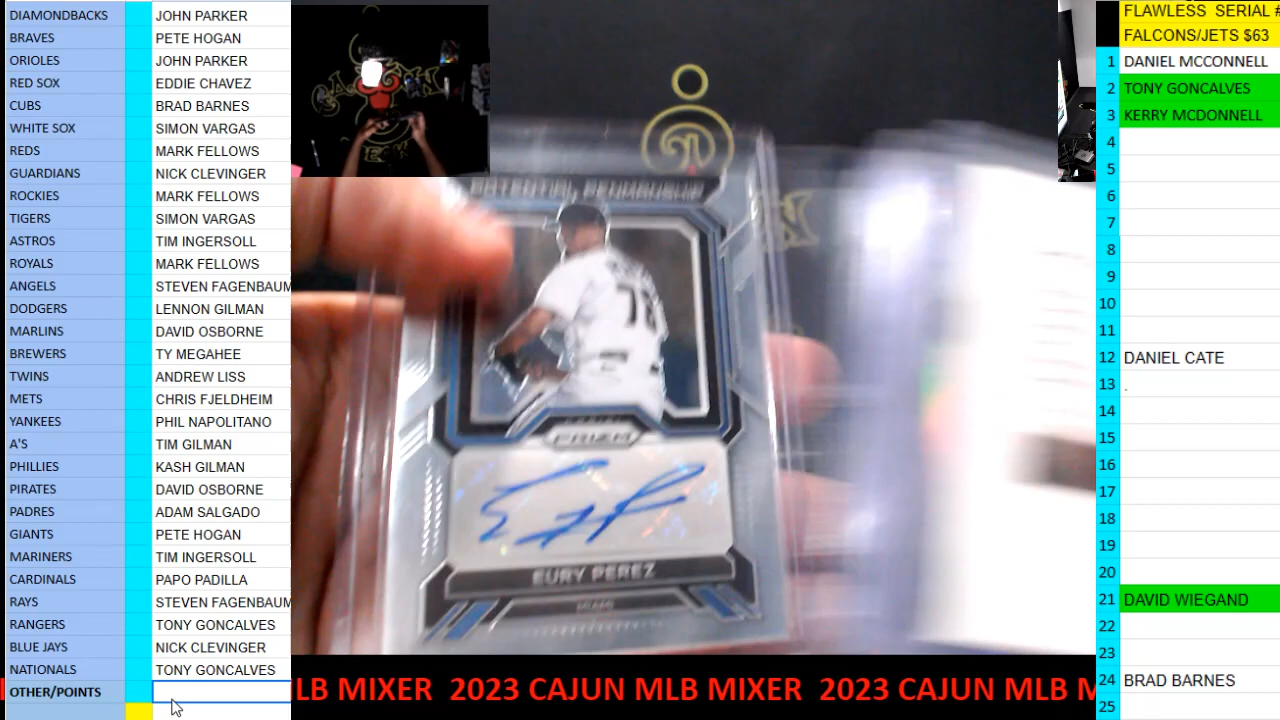 DIAMONDBACKS JOHN PARKER
BRAVES PETE HOGAN
ORIOLES JOHN PARKER
RED SOX EDDIE CHAVEZ
CUBS BRAD BARNES
WHITE SOX SIMON VARGAS
REDS MARK FELLOWS
GUARDIANS NICK CLEVINGER
ROCKIES MARK FELLOWS
TIGERS SIMON VARGAS
ASTROS TIM INGERSOLL
ROYALS MARK FELLOWS
ANGELS STEVEN FAGENBAUM
DODGERS LENNON GILMAN
MARLINS DAVID OSBORNE
BREWERS TY MEGAHEE
TWINS ANDREW LISS
METS CHRIS FJELDHEIM
YANKEES PHIL NAPOLITANO
A'S TIM GILMAN
PHILLIES KASH GILMAN
PIRATES DAVID OSBORNE
PADRES ADAM SALGADO
GIANTS PETE HOGAN
MARINERS TIM INGERSOLL
CARDINALS PAPO PADILLA
RAYS STEVEN FAGENBAUM
RANGERS TONY GONCALVES
BLUE JAYS NICK CLEVINGER
NATIONALS TONY GONCALVES
OTHER/POINTS
POTENTIAL PENMANSHIP
PRIZM
EURY PEREZ
MIAMI
LB MIXER 2023 CAJUN MLB MIXER 2023 CAJUN MLB M
FLAWLESS SERIAL #
FALCONS/JETS $63
1 DANIEL MCCONNELL
2 TONY GONCALVES
3 KERRY MCDONNELL
4
5
6
7
8
9
10
11
12 DANIEL CATE
13 .
14
15
16
17
18
19
20
21 DAVID WIEGAND
22
23
24 BRAD BARNES
25